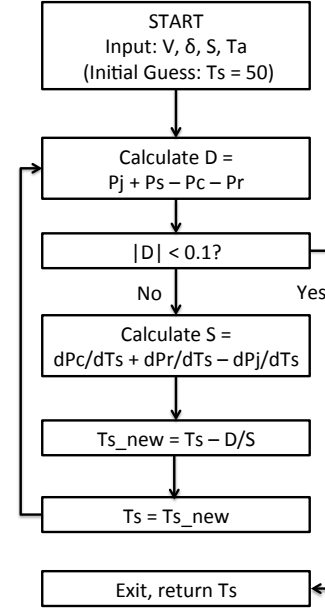 START
Input: V, δ, S, Ta
(Initial Guess: Ts = 50)
Calculate D =
Pj + Ps – Pc – Pr
|D| < 0.1?
No
Yes
Calculate S =
dPc/dTs + dPr/dTs – dPj/dTs
Ts_new = Ts – D/S
Ts = Ts_new
Exit, return Ts